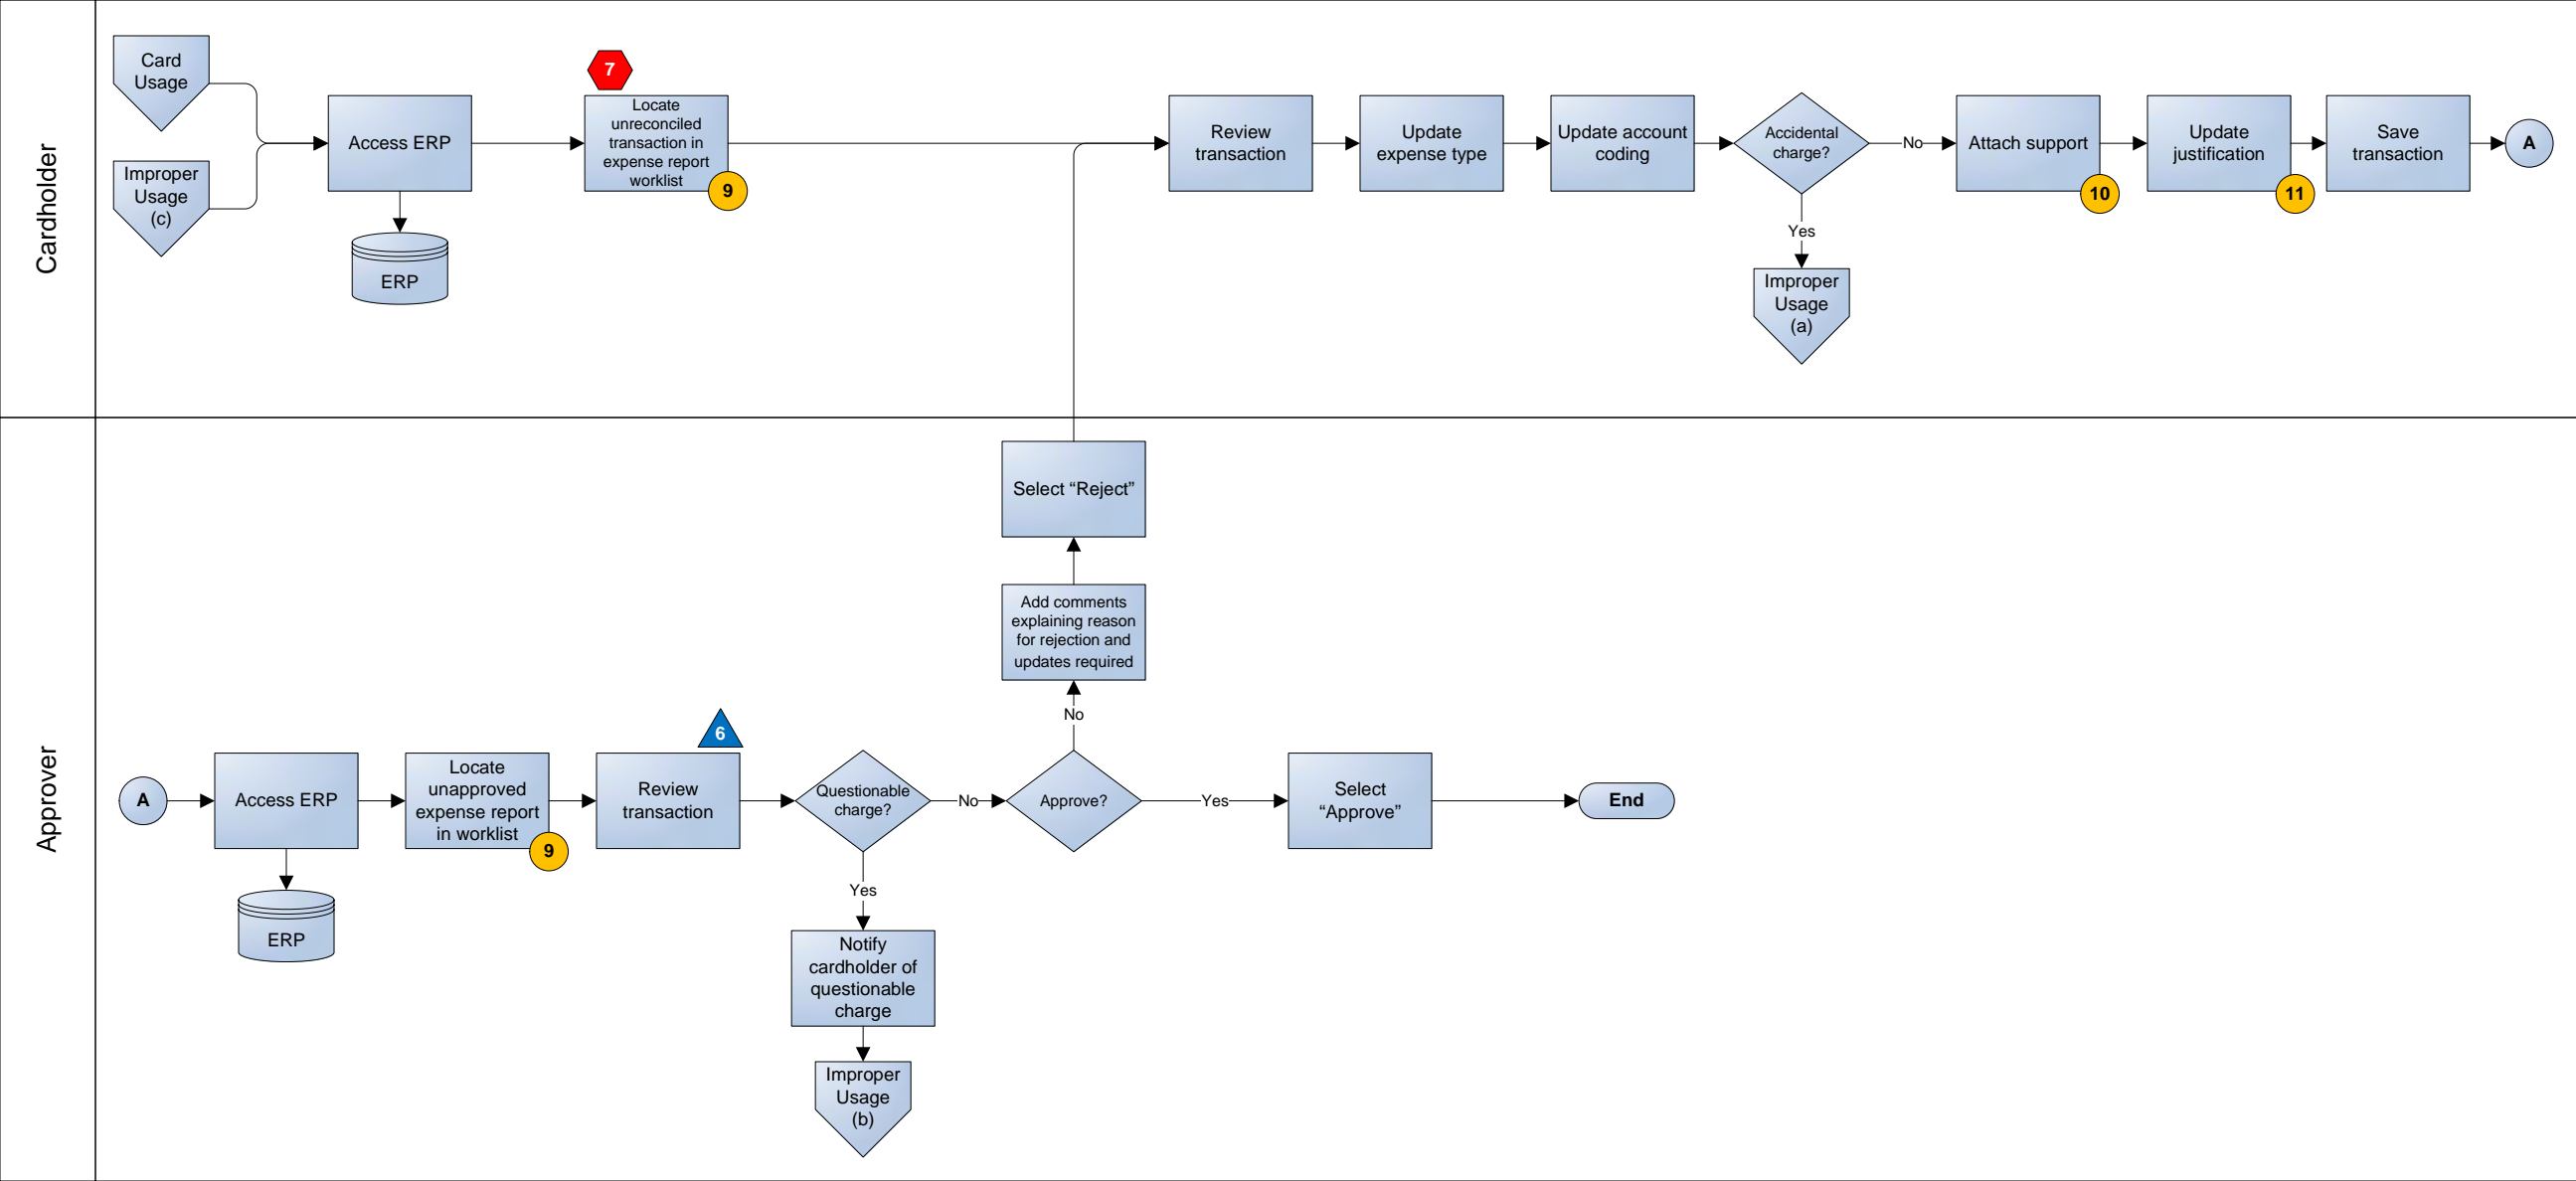 Cardholder
Card
Usage
Improper
Usage
(c)
Access ERP
ERP
7
Locate
unreconciled
transaction in
expense report
worklist
9
Review
transaction
Update
expense type
Update account
coding
Accidental
charge?
No
Yes
Improper
Usage
(a)
Attach support
10
Update
justification
11
Save
transaction
A
Approver
A
Access ERP
ERP
Locate
unapproved
expense report
in worklist
9
6
Review
transaction
Questionable
charge?
Yes
Notify
cardholder of
questionable
charge
Improper
Usage
(b)
No
Approve?
No
Add comments
explaining reason
for rejection and
updates required
Select “Reject”
Yes
Select
“Approve”
End